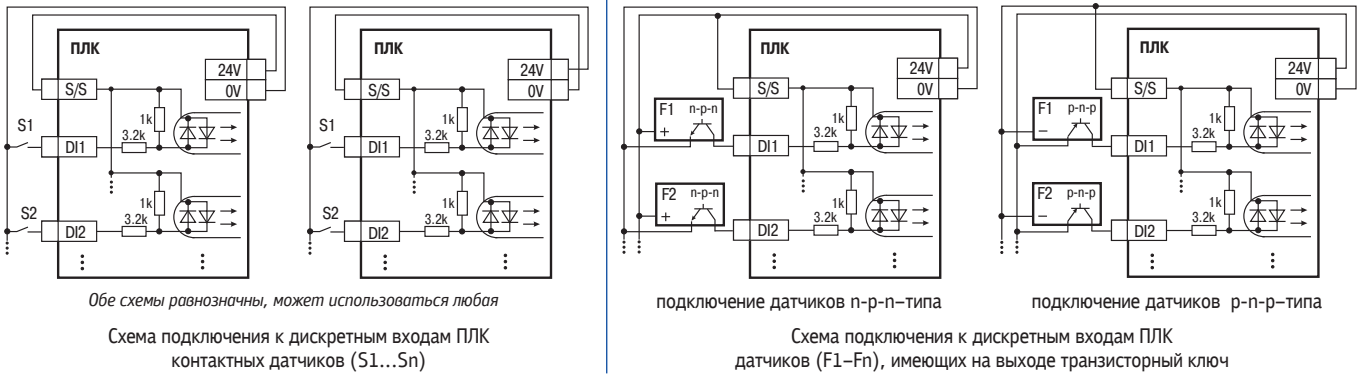 ПЛК
24V
0V
S/S
1k
3.2k
S1
DI1
1k
3.2k
S2
DI2
ПЛК
24V
0V
S/S
1k
3.2k
S1
DI1
1k
3.2k
S2
DI2
Обе схемы равнозначны, может использоваться любая
Схема подключения к дискретным входам ПЛК
контактных датчиков (S1...Sn)
ПЛК
24V
0V
S/S
F1 n-p-n
+
1k
3.2k
DI1
F2 n-p-n
+
1k
3.2k
DI2
подключение датчиков n-p-n–типа
ПЛК
24V
0V
S/S
F1 p-n-p
–
1k
3.2k
DI1
F2 p-n-p
–
1k
3.2k
DI2
подключение датчиков p-n-p–типа
Схема подключения к дискретным входам ПЛК
датчиков (F1–Fn), имеющих на выходе транзисторный ключ